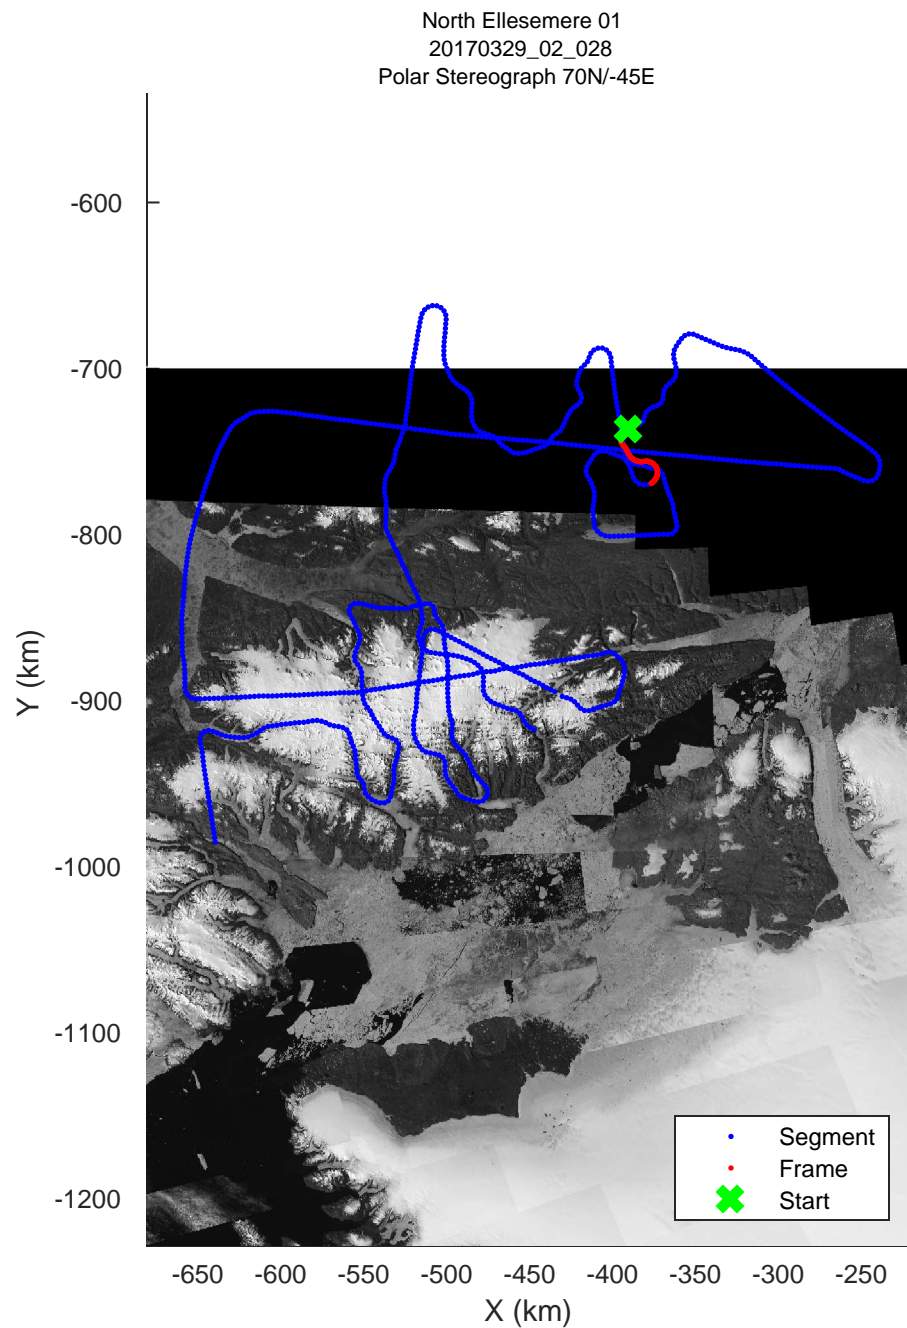 North Ellesemere 01
20170329_02_028
Polar Stereograph 70N/-45E
-600
-700
-800
-900
-1000
-1100
-1200
Y (km)
Segment
Frame
Start
-650 -600 -550 -500 -450 -400 -350 -300 -250
X (km)